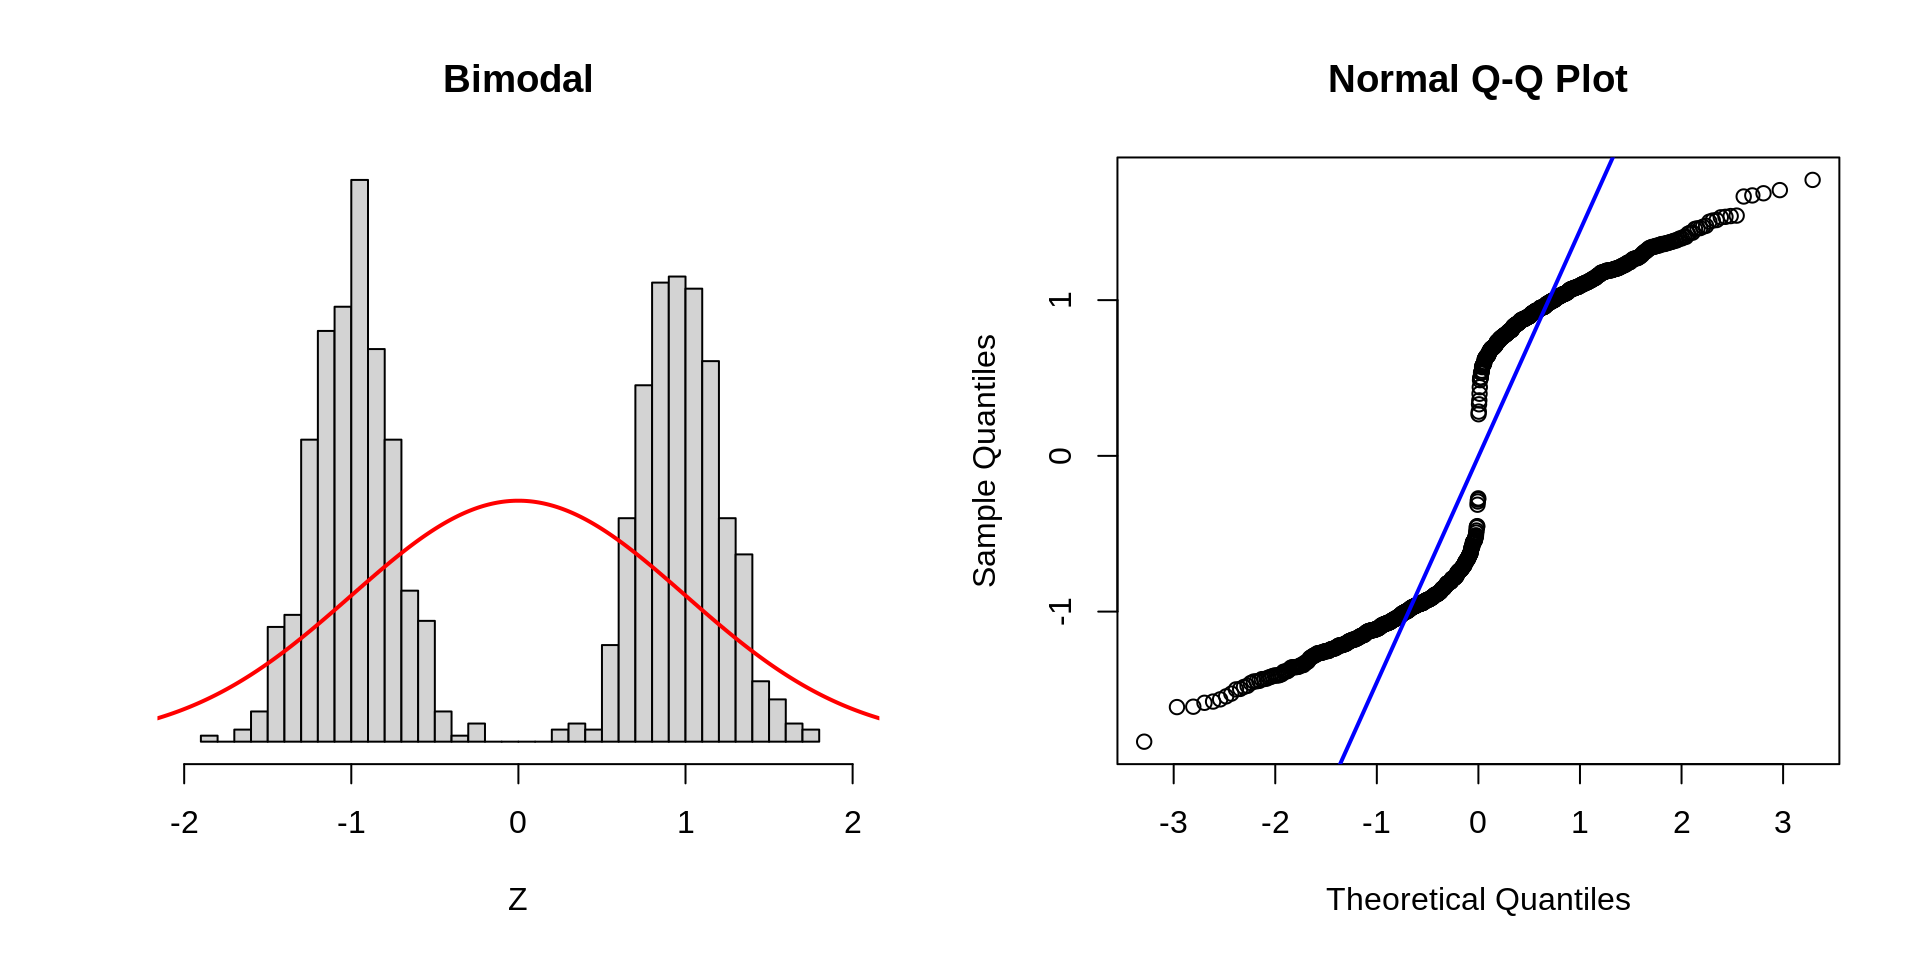 Bimodal
-2 -1 0 1 2
Z
Normal Q-Q Plot
Sample Quantiles
1
0
-1
-3 -2 -1 0 1 2 3
Theoretical Quantiles